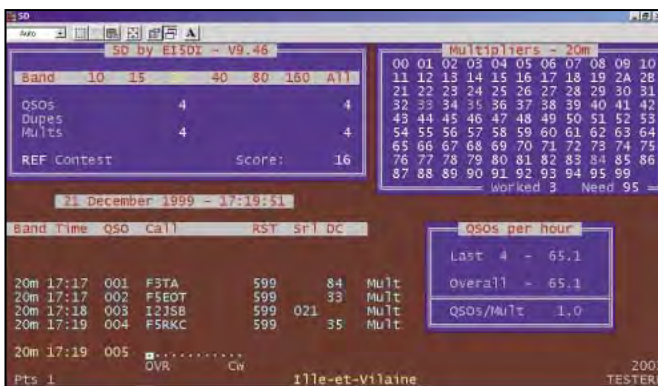 SD
Auto
A
SD by EI5DI - V9.46
Band 10 15 40 80 160 All
QSOs 4 4
Dupes
Mults 4 4
REF Contest Score: 16
Multipliers - 20m
00 01 02 03 04 05 06 07 08 09 10
11 12 13 14 15 16 17 18 19 2A 2B
21 22 23 24 25 26 27 28 29 30 31
32 33 34 35 36 37 38 39 40 41 42
43 44 45 46 47 48 49 50 51 52 53
54 55 56 57 58 59 60 61 62 63 64
65 66 67 68 69 70 71 72 73 74 75
76 77 78 79 80 81 82 83 84 85 86
87 88 89 90 91 92 93 94 95 99
Worked 3 Need 95
21 December 1999 - 17:19:51
Band Time QSO Call RST Srl DC
20m 17:17 001 F3TA 599 84 Mult
20m 17:17 002 F5EOT 599 33 Mult
20m 17:18 003 I2JSB 599 021 Mult
20m 17:19 004 F5RKC 599 35 Mult
20m 17:19 005
OVR CW
Pts 1 Ille-et-Vilaine
QSOs per hour
Last 4 - 65.1
Overall - 65.1
QSOs/Mult 1.0